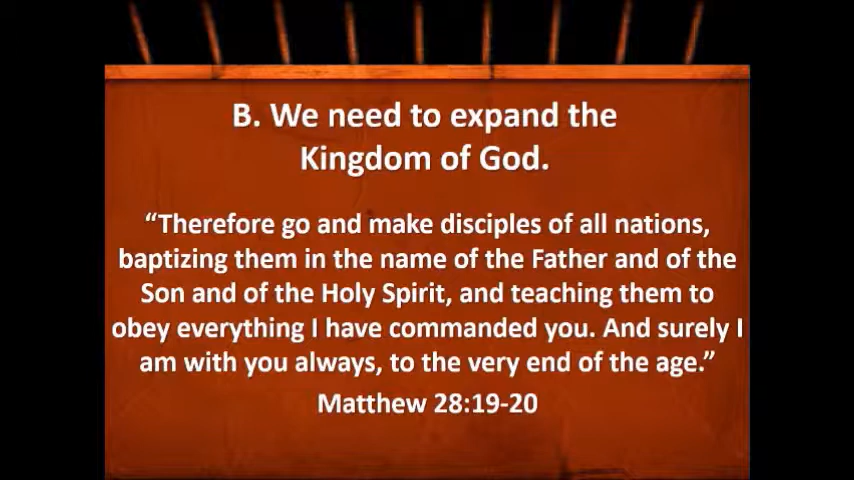 B. We need to expand the
Kingdom of God.
“Therefore go and make disciples of all nations,
baptizing them in the name of the Father and of the
Son and of the Holy Spirit, and teaching them to
obey everything I have commanded you. And surely I
am with you always, to the very end of the age.”
Matthew 28:19-20